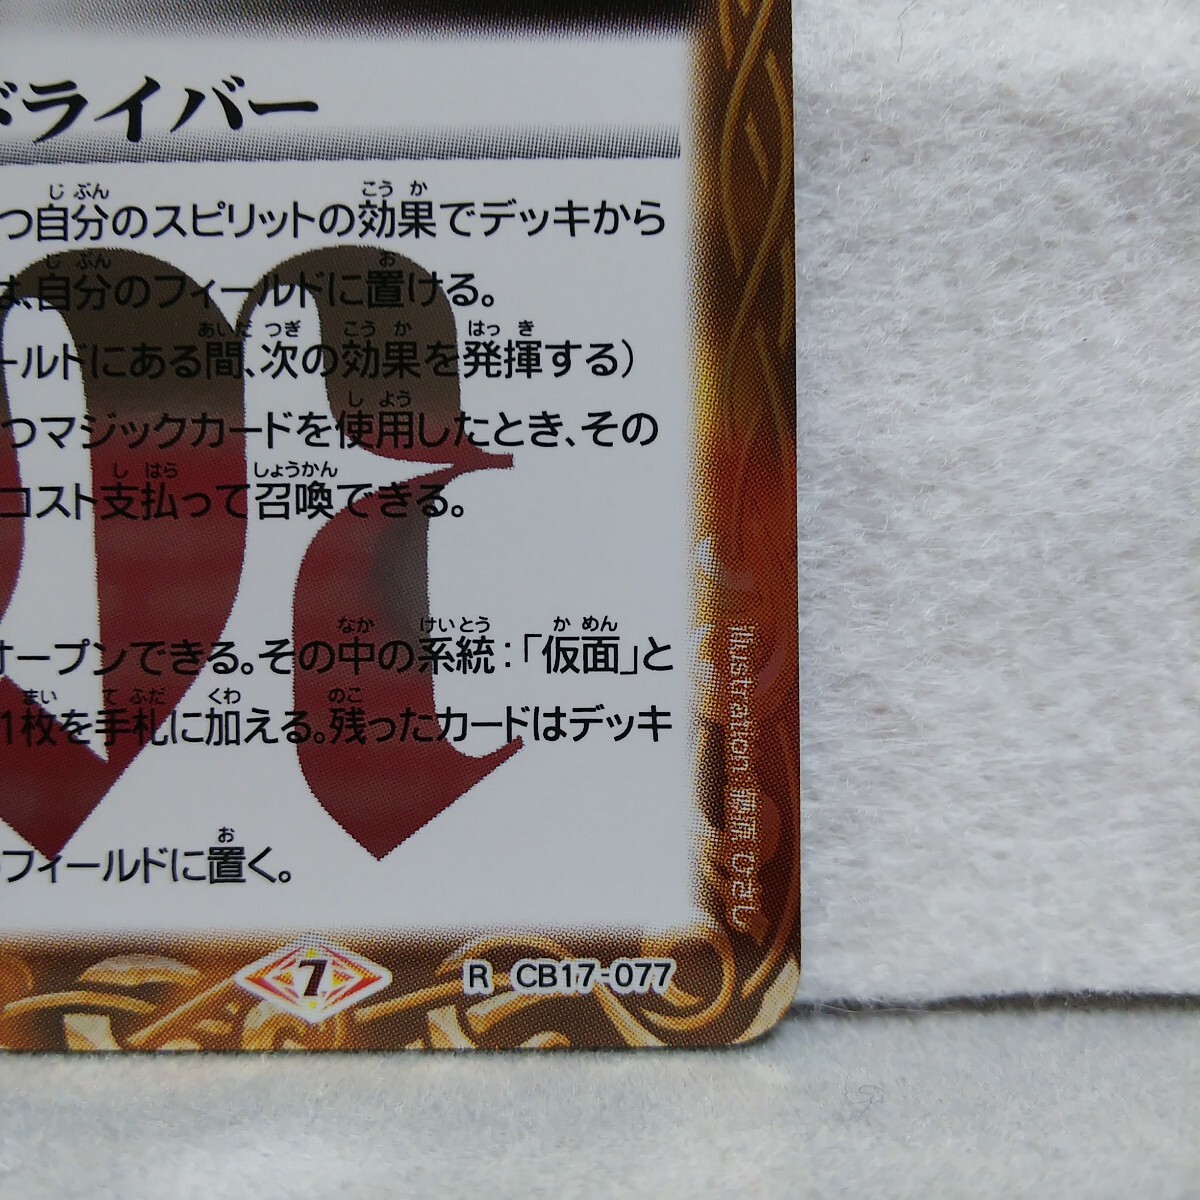 ドライバー
つ自分のスピリットの効果でデッキから
は、自分のフィールドに置ける。
ールドにある間、次の効果を発揮する)
つマジックカードを使用したとき、その
コスト支払って召喚できる。
オープンできる。その中の系統:「仮面」と
1枚を手札に加える。残ったカードはデッキ
のフィールドに置く。
7
R CB17-077
illustration: 藤原 ひさし